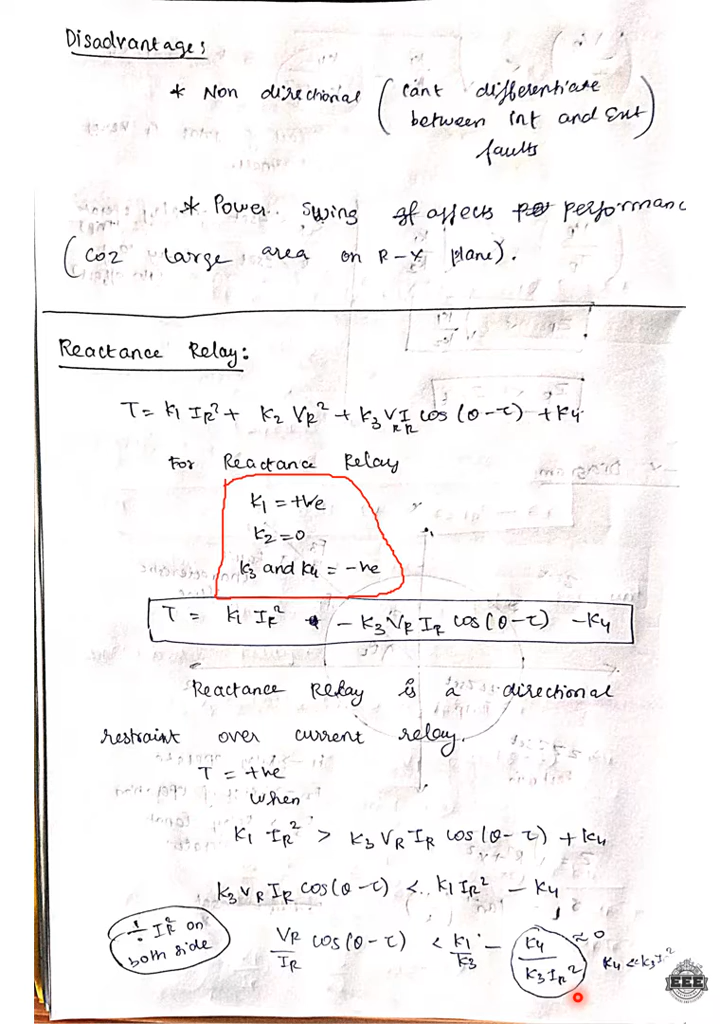 Disadvantages
* Non directional (Cant differentiate
between Int and Ext
faults)
* Power swing affects performanc
(coz large area on R-X plane).
Reactance Relay:
T = K1 IR² + K2 VR² + K3 VR IR cos (θ-τ) + K4
For Reactance Relay
K1 = +ve
K2 = 0
K3 and K4 = -ve
T = K1 IR² - K3 VR IR cos (θ-τ) - K4
Reactance Relay is a directional
restraint over current relay.
T = +ve
when
K1 IR² > K3 VR IR cos (θ-τ) + K4
K3 VR IR cos (θ-τ) < K1 IR² - K4
÷ IR² on
both side
VR/IR cos (θ-τ) < K1/K3 - K4/K3 IR² ≈ 0
K4 << K3 I²
EEE